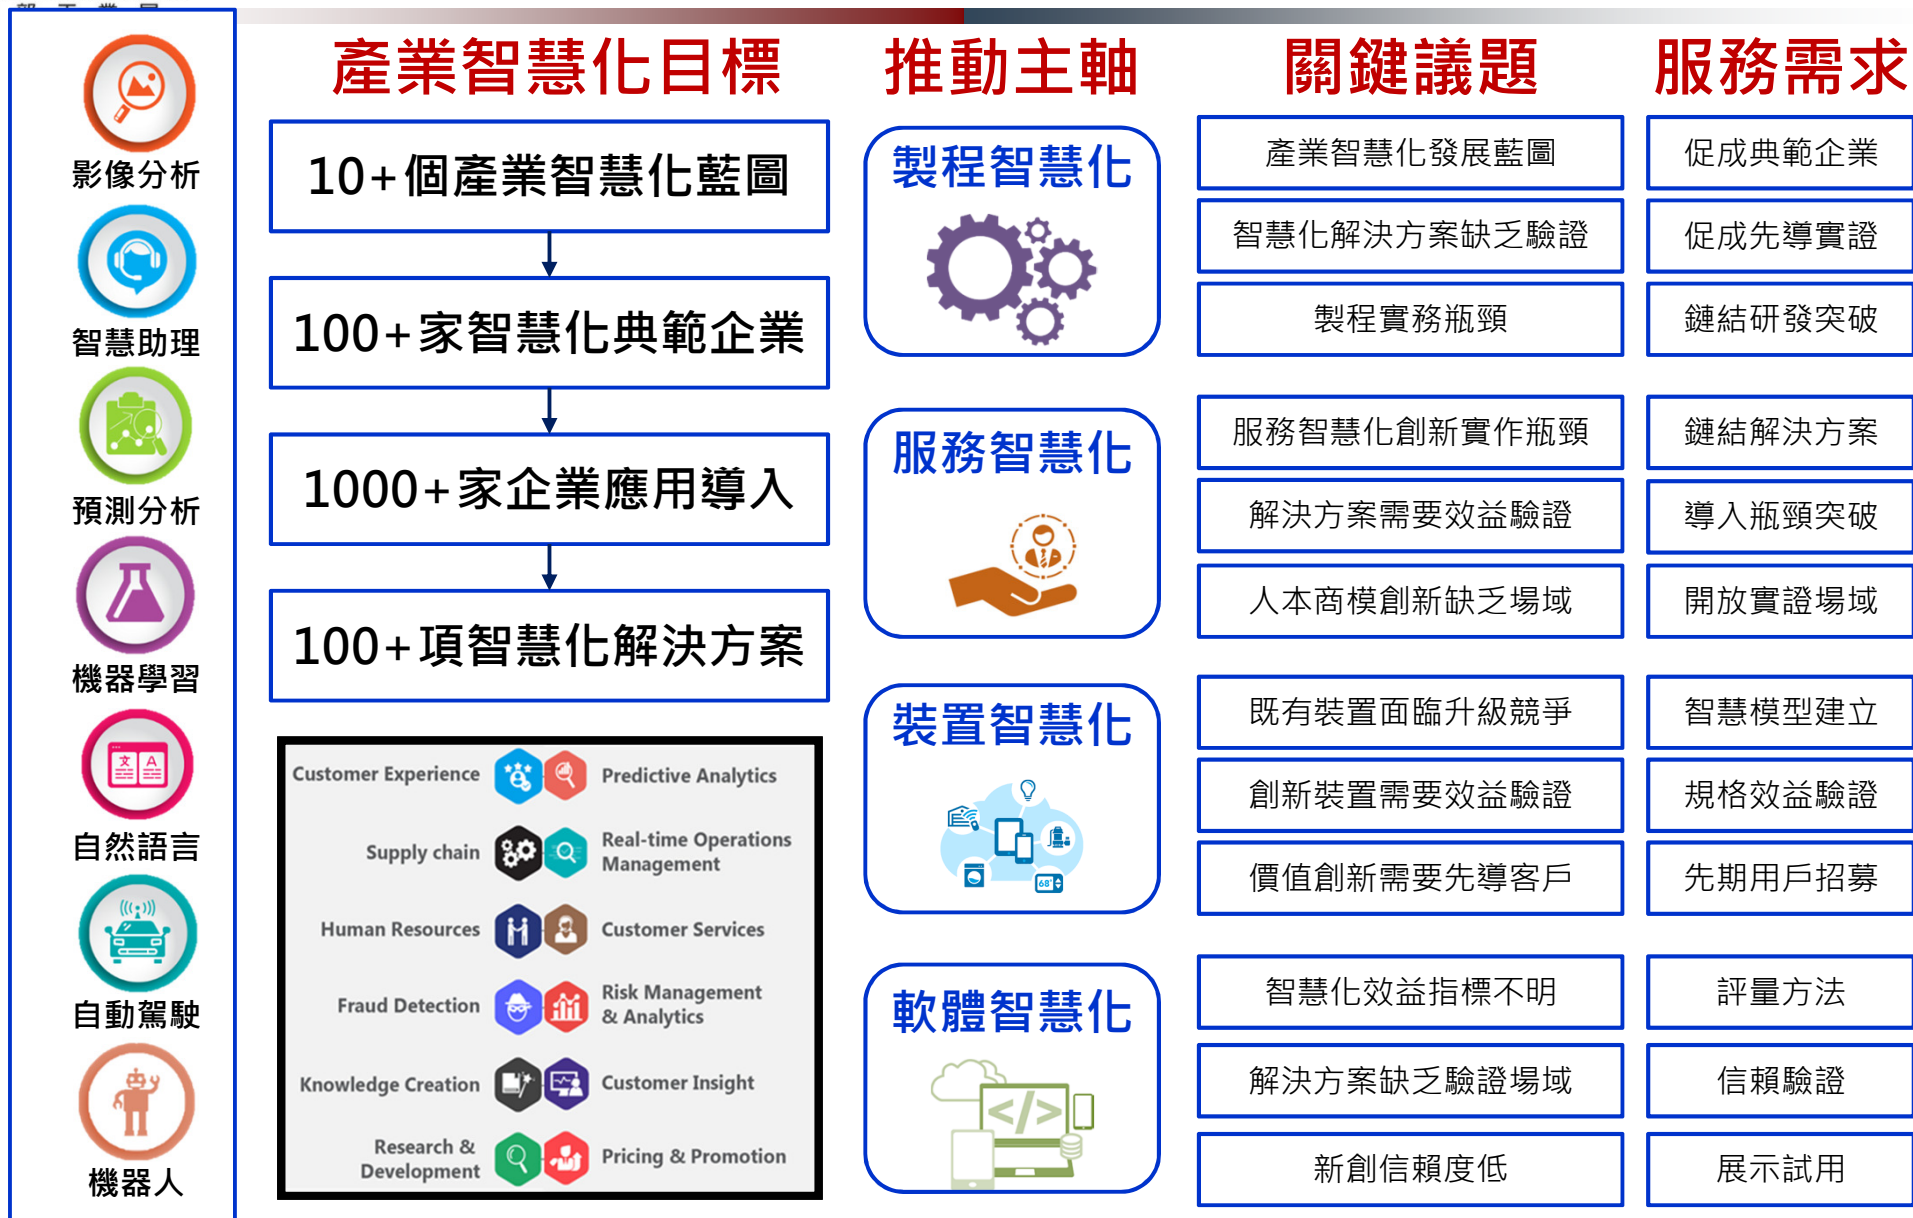 產業智慧化目標
推動主軸
關鍵議題
服務需求
影像分析
智慧助理
預測分析
機器學習
自然語言
自動駕駛
機器人
10+個產業智慧化藍圖
100+家智慧化典範企業
1000+家企業應用導入
100+項智慧化解決方案
Customer Experience
Predictive Analytics
Supply chain
Real-time Operations
Management
Human Resources
Customer Services
Fraud Detection
Risk Management
& Analytics
Knowledge Creation
Customer Insight
Research &
Development
Pricing & Promotion
製程智慧化
服務智慧化
裝置智慧化
68°
軟體智慧化
</>
產業智慧化發展藍圖
促成典範企業
智慧化解決方案缺乏驗證
促成先導實證
製程實務瓶頸
鏈結研發突破
服務智慧化創新實作瓶頸
鏈結解決方案
解決方案需要效益驗證
導入瓶頸突破
人本商模創新缺乏場域
開放實證場域
既有裝置面臨升級競爭
智慧模型建立
創新裝置需要效益驗證
規格效益驗證
價值創新需要先導客戶
先期用戶招募
智慧化效益指標不明
評量方法
解決方案缺乏驗證場域
信賴驗證
新創信賴度低
展示試用